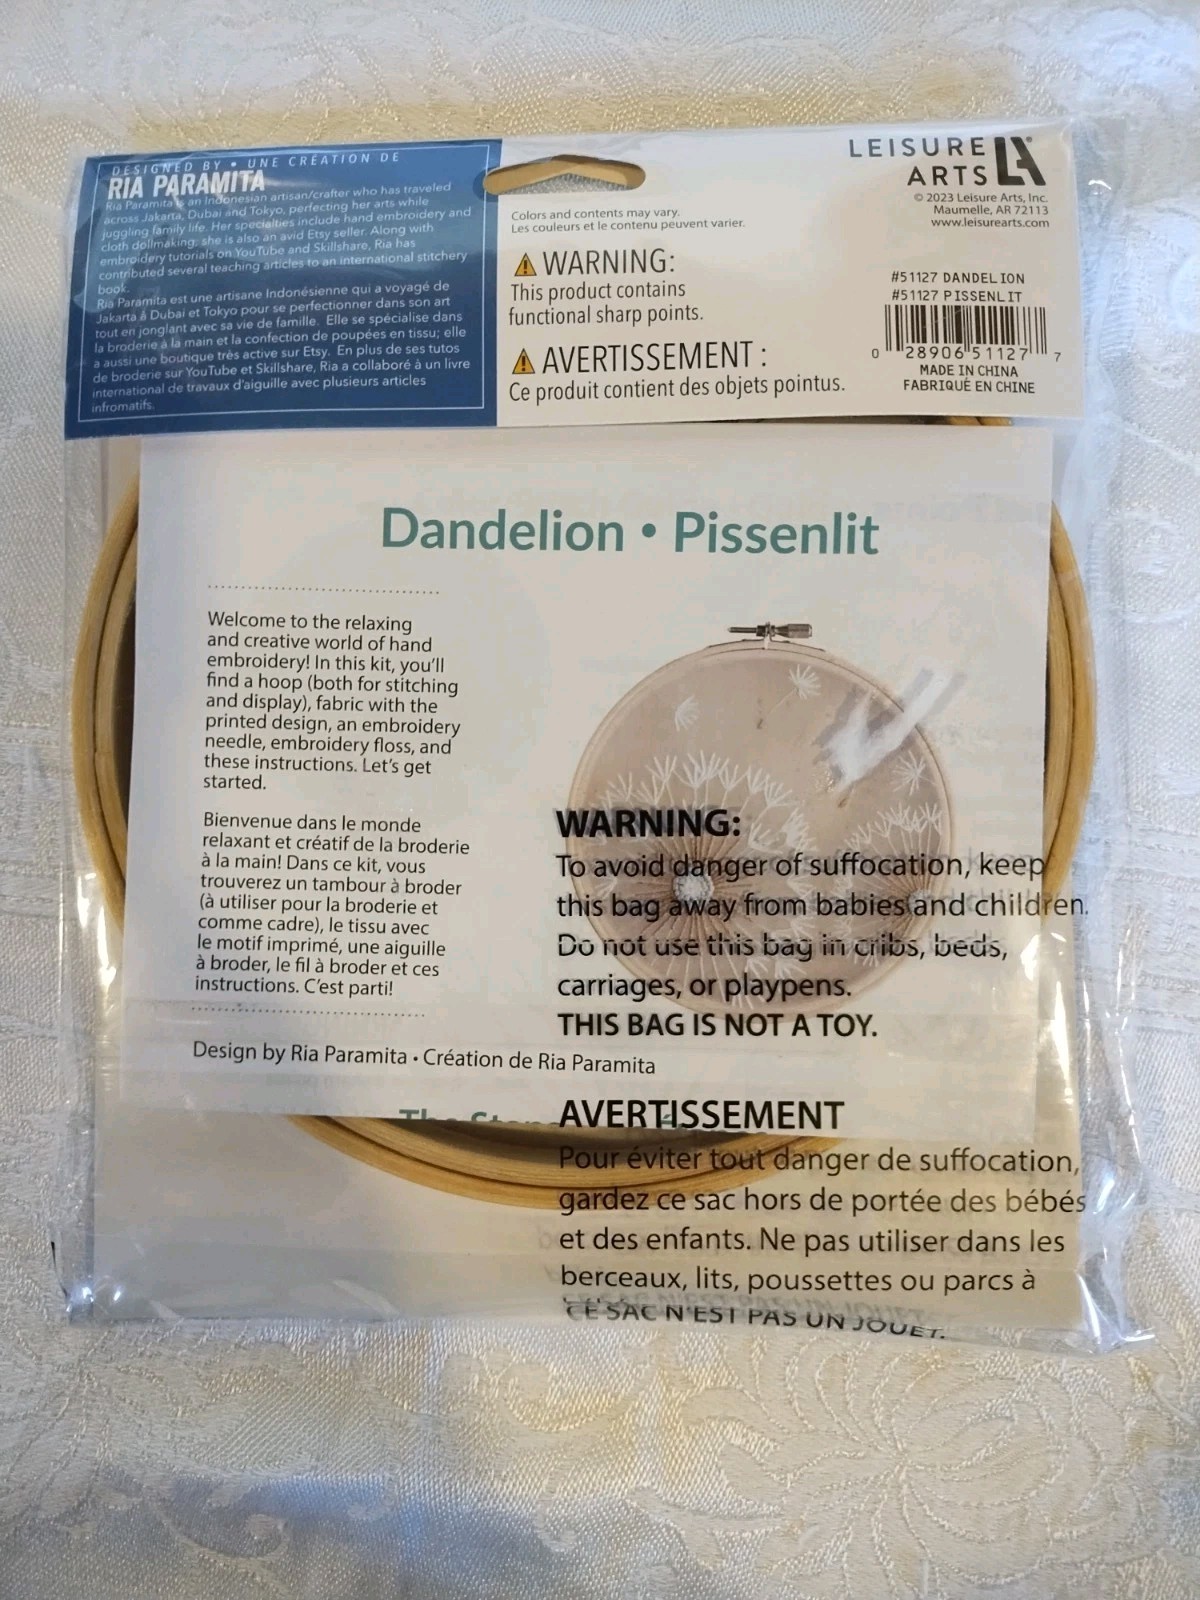 DESIGNED BY • UNE CRÉATION DE
RIA PARAMITA
Ria Paramita is an Indonesian artisan/crafter who has traveled
across Jakarta, Dubai and Tokyo, perfecting her arts while
juggling family life. Her specialties include hand embroidery and
cloth dollmaking; she is also an avid Etsy seller. Along with
embroidery tutorials on YouTube and Skillshare, Ria has
contributed several teaching articles to an international stitchery
book.
Ria Paramita est une artisane Indonésienne qui a voyagé de
Jakarta à Dubai et Tokyo pour se perfectionner dans son art
tout en jonglant avec sa vie de famille. Elle se spécialise dans
la broderie à la main et la confection de poupées en tissu; elle
a aussi une boutique très active sur Etsy. En plus de ses tutos
de broderie sur YouTube et Skillshare, Ria a collaboré à un livre
international de travaux d'aiguille avec plusieurs articles
infromatifs.
Colors and contents may vary.
Les couleurs et le contenu peuvent varier.
WARNING:
This product contains
functional sharp points.
AVERTISSEMENT :
Ce produit contient des objets pointus.
LEISURE
ARTS LA
© 2023 Leisure Arts, Inc.
Maumelle, AR 72113
www.leisurearts.com
#51127 DANDELION
#51127 PISSENLIT
0 28906 51127 7
MADE IN CHINA
FABRIQUÉ EN CHINE
Dandelion • Pissenlit
Welcome to the relaxing
and creative world of hand
embroidery! In this kit, you'll
find a hoop (both for stitching
and display), fabric with the
printed design, an embroidery
needle, embroidery floss, and
these instructions. Let's get
started.
Bienvenue dans le monde
relaxant et créatif de la broderie
à la main! Dans ce kit, vous
trouverez un tambour à broder
(à utiliser pour la broderie et
comme cadre), le tissu avec
le motif imprimé, une aiguille
à broder, le fil à broder et ces
instructions. C'est parti!
Design by Ria Paramita • Création de Ria Paramita
WARNING:
To avoid danger of suffocation, keep
this bag away from babies and children.
Do not use this bag in cribs, beds,
carriages, or playpens.
THIS BAG IS NOT A TOY.
The
AVERTISSEMENT
Pour éviter tout danger de suffocation,
gardez ce sac hors de portée des bébés
et des enfants. Ne pas utiliser dans les
berceaux, lits, poussettes ou parcs à
CE SAC N'EST PAS UN JOUET.